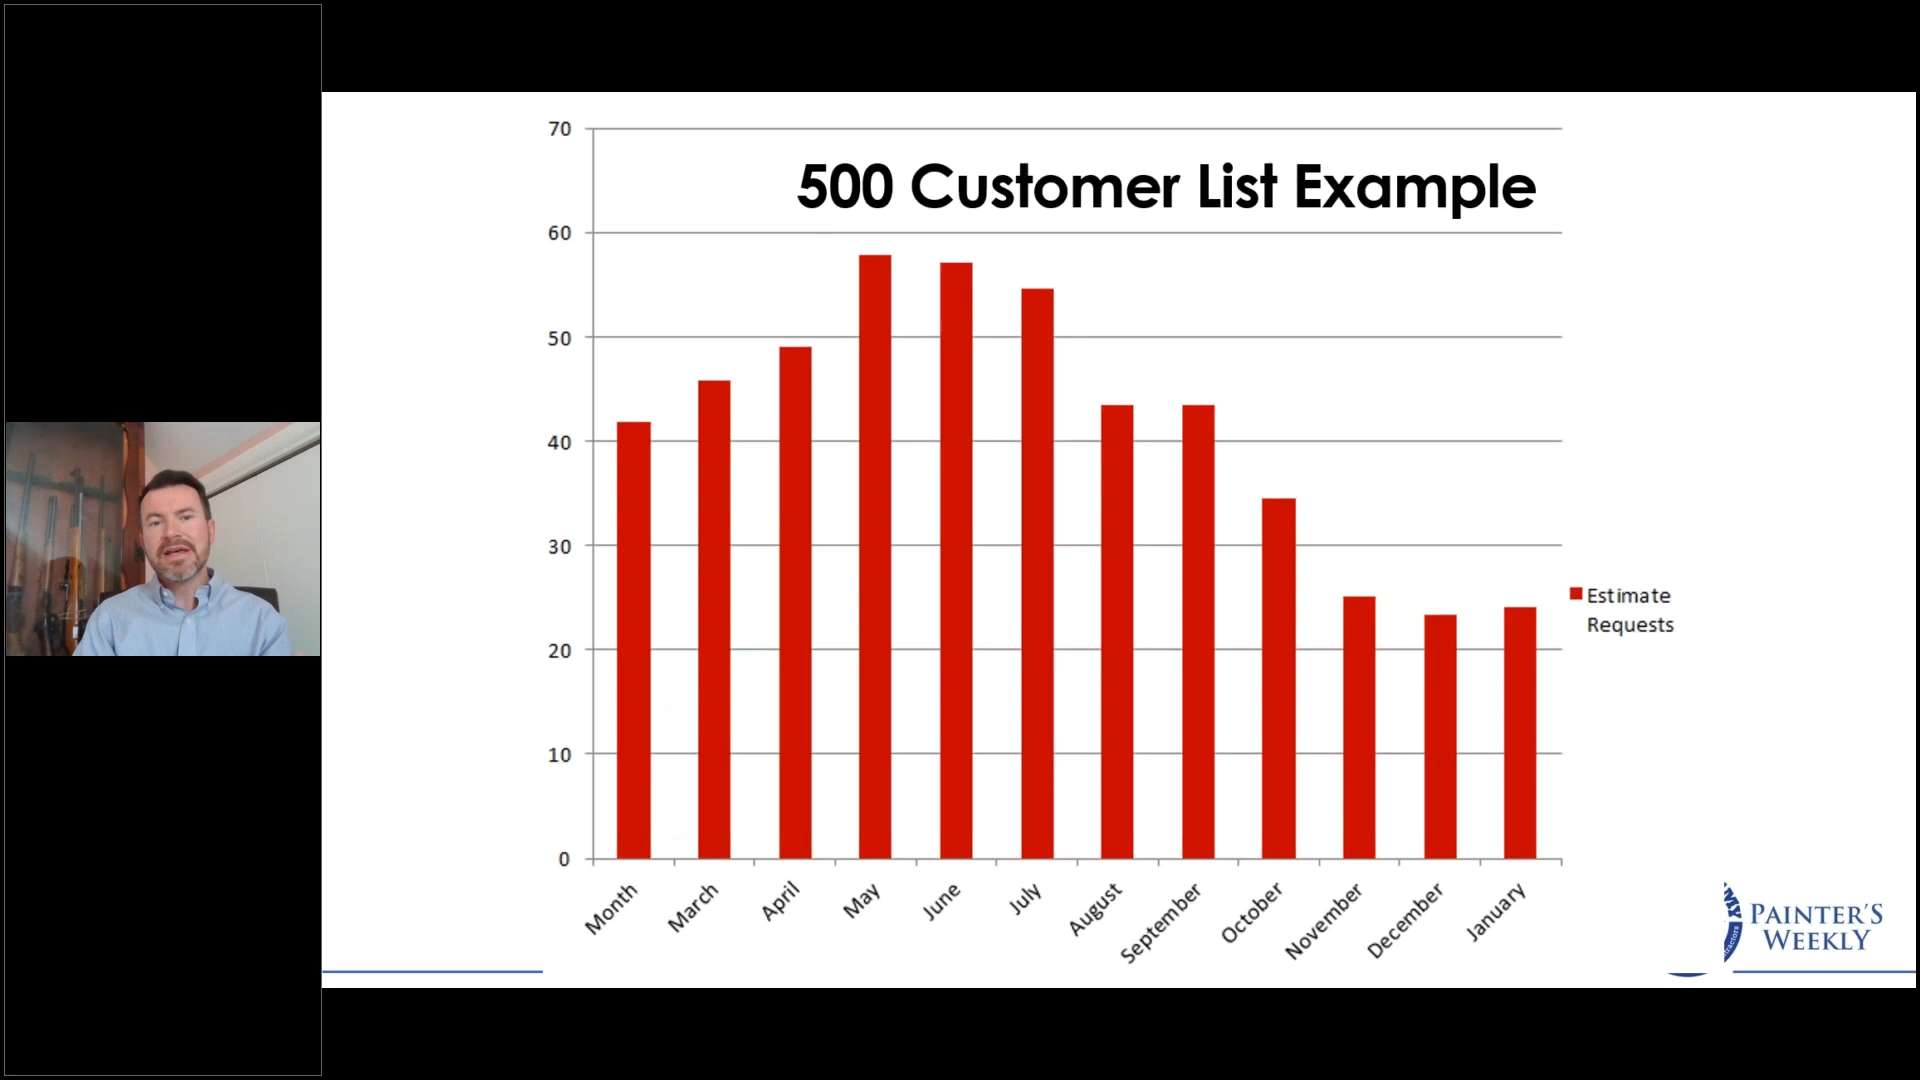 500 Customer List Example
70
60
50
40
30
20
10
0
Month
March
April
May
June
July
August
September
October
November
December
January
Estimate
Requests
MY
PAINTER'S
WEEKLY